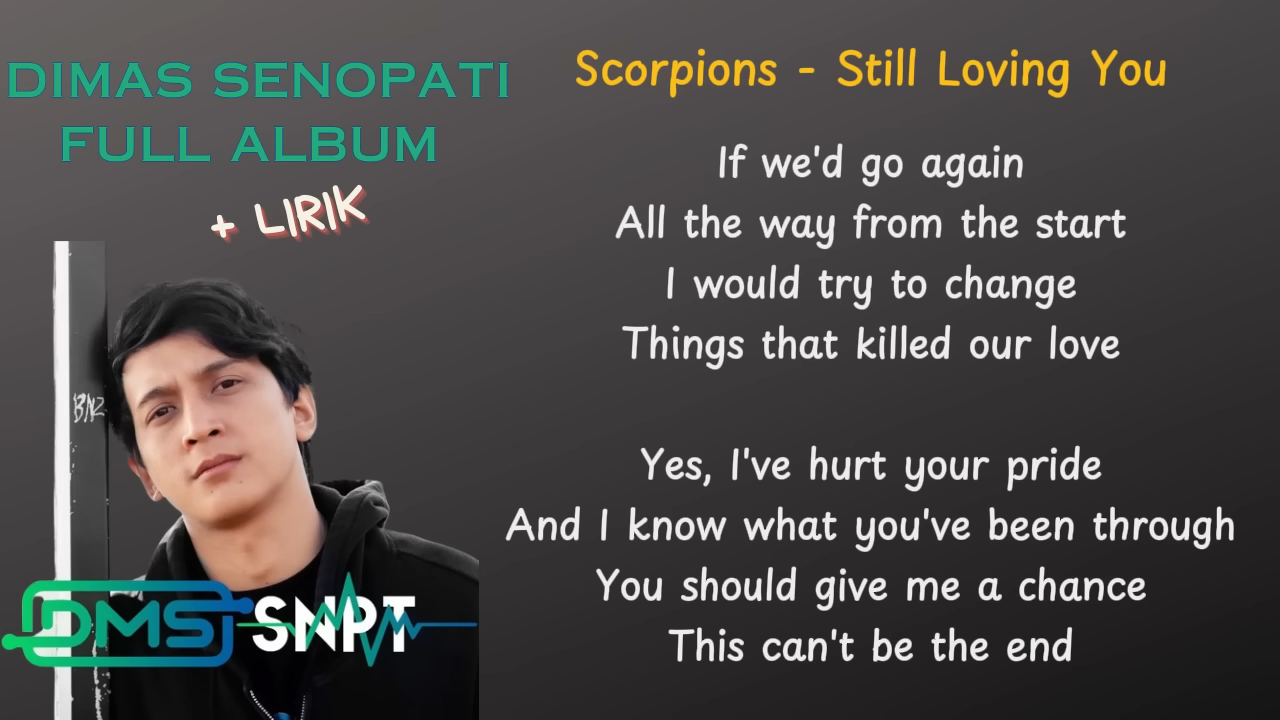 DIMAS SENOPATI
FULL ALBUM
+ LIRIK
BNZ
DMS SNPT
Scorpions - Still Loving You
If we'd go again
All the way from the start
I would try to change
Things that killed our love
Yes, I've hurt your pride
And I know what you've been through
You should give me a chance
This can't be the end